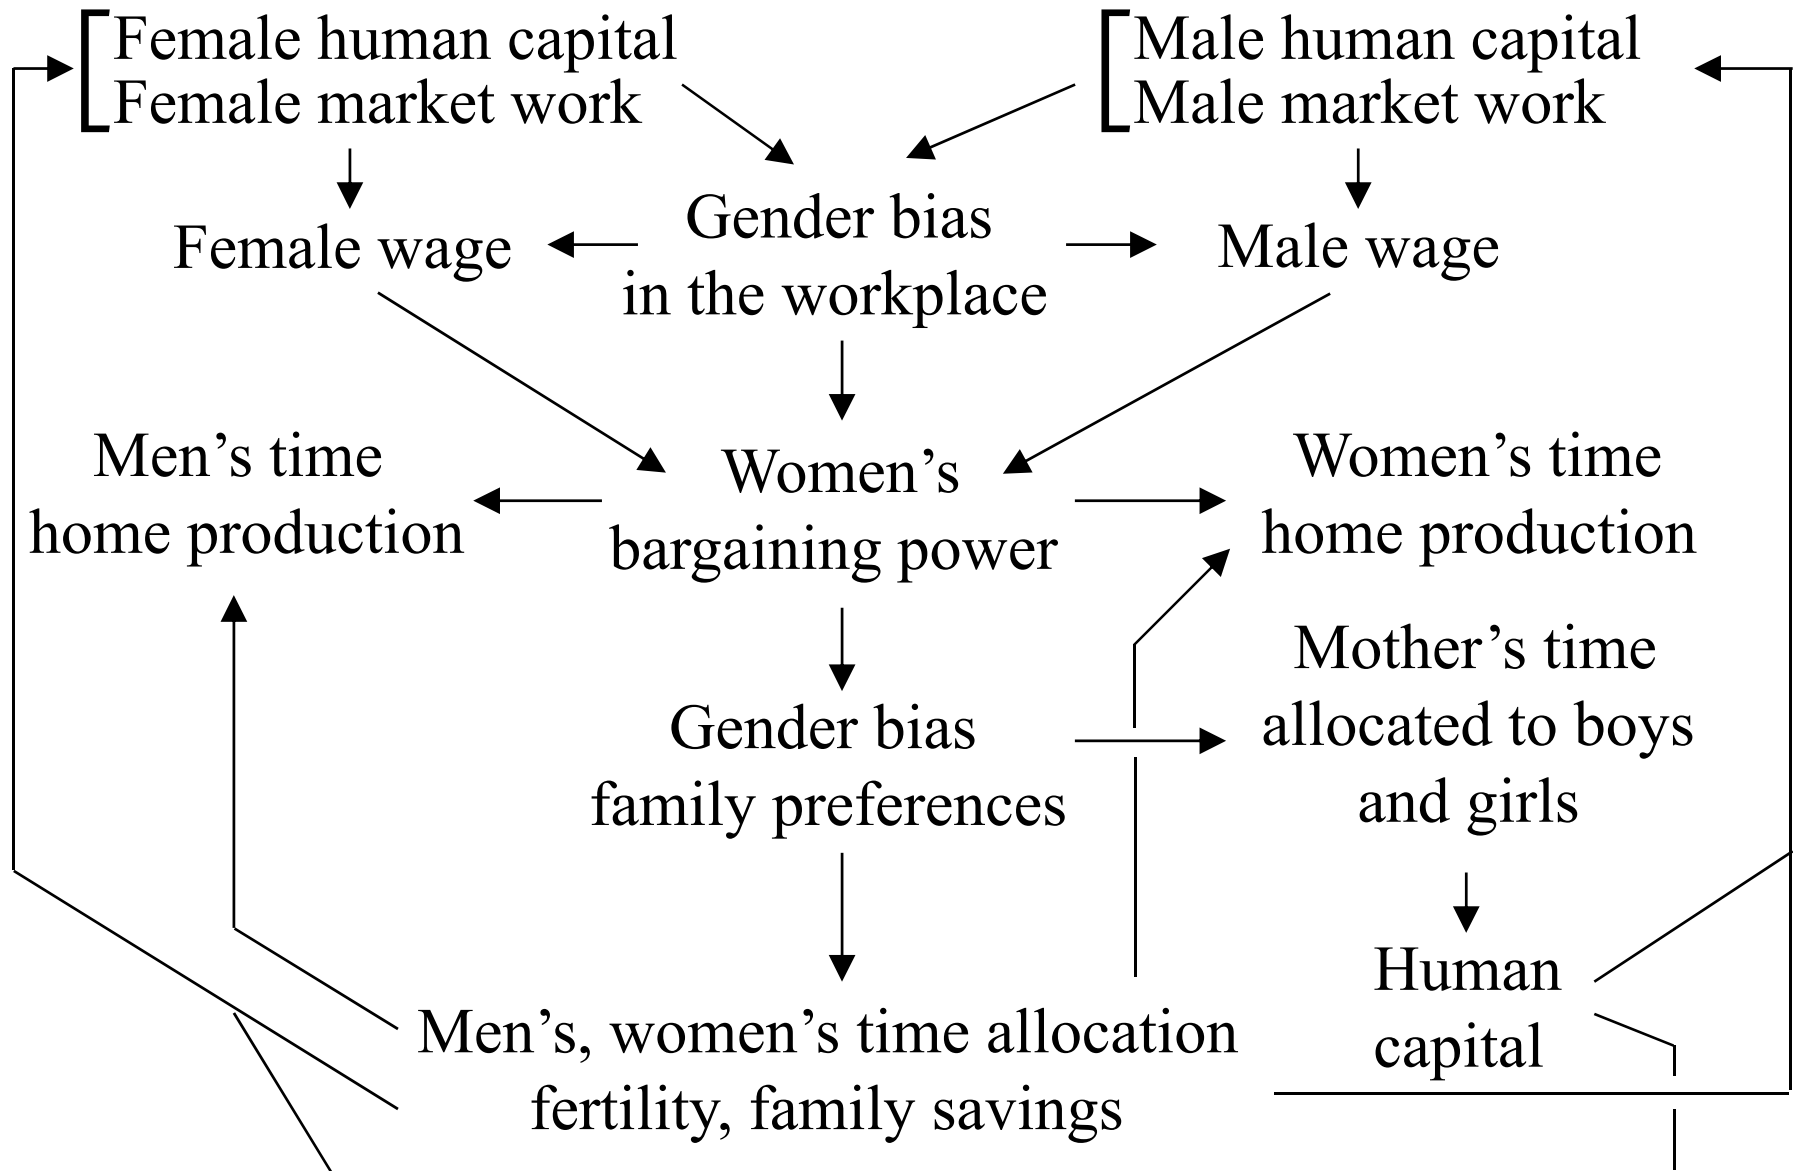 Female human capital
Female market work
Male human capital
Male market work
Female wage
Gender bias
in the workplace
Male wage
Men’s time
home production
Women’s
bargaining power
Women’s time
home production
Gender bias
family preferences
Mother’s time
allocated to boys
and girls
Men’s, women’s time allocation
fertility, family savings
Human
capital